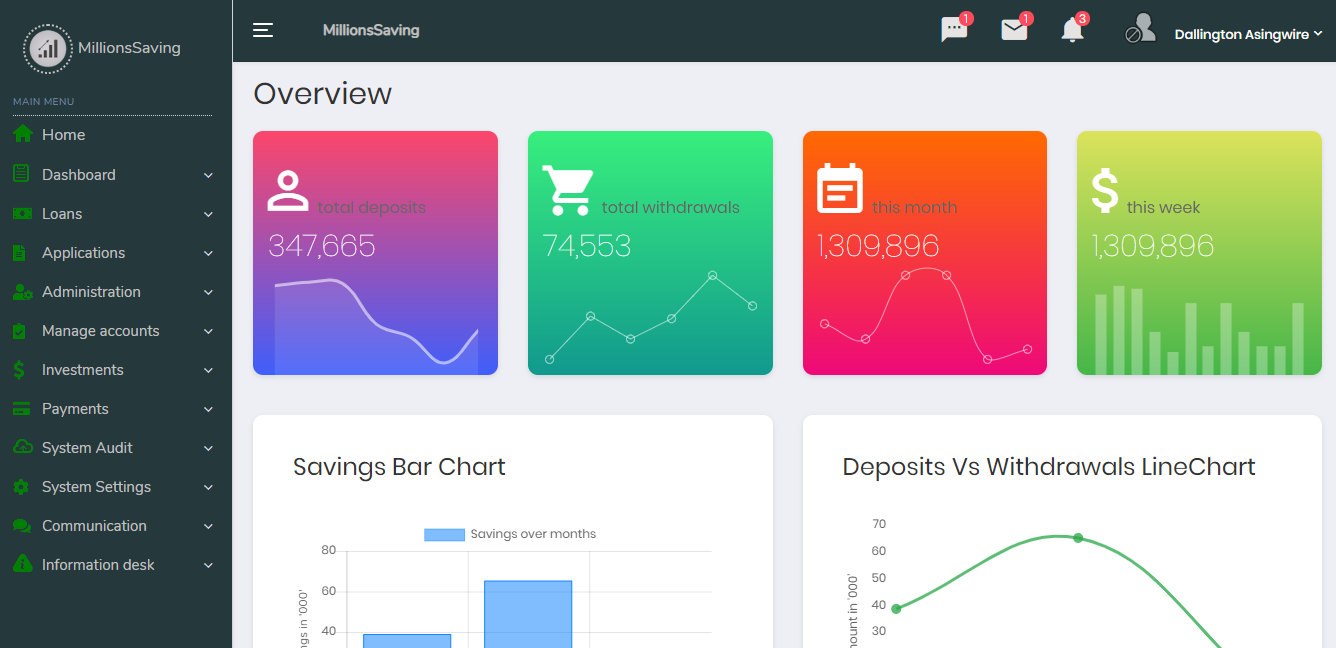 MillionsSaving
MAIN MENU
Home
Dashboard
Loans
Applications
Administration
Manage accounts
Investments
Payments
System Audit
System Settings
Communication
Information desk
MillionsSaving
1
1
3
Dallington Asingwire
Overview
total deposits
347,665
total withdrawals
74,553
this month
1,309,896
this week
1,309,896
Savings Bar Chart
Savings over months
80
60
40
in '000'
Deposits Vs Withdrawals LineChart
70
60
50
40
30
in '000'